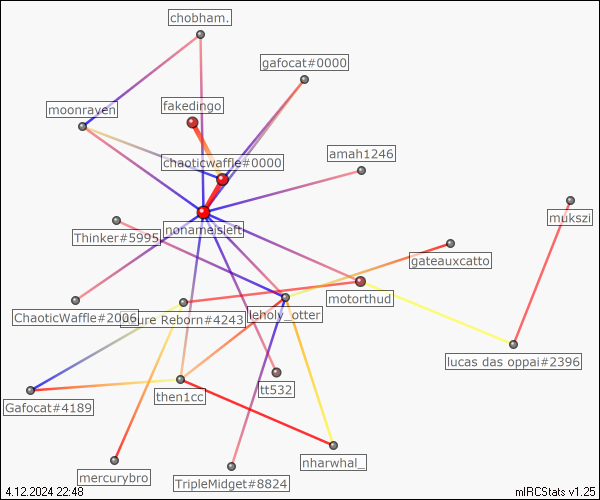 chobham.
gafocat#0000
fakedingo
moonraven
amah1246
chaoticwaffle#0000
mukszi
nonameisleft
Thinker#5995
gateauxcatto
motorthud
ChaoticWaffle#2006
ure Reborn#4243
leholy_otter
lucas das oppai#2396
tt532
then1cc
Gafocat#4189
nharwhal_
mercurybro
TripleMidget#8824
4.12.2024 22:48
mIRCStats v1.25